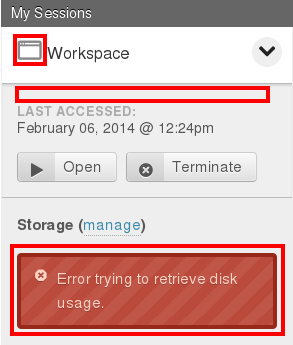 My Sessions
Workspace
LAST ACCESSED:
February 06, 2014 @ 12:24pm
Open Terminate
Storage (manage)
Error trying to retrieve disk
usage.